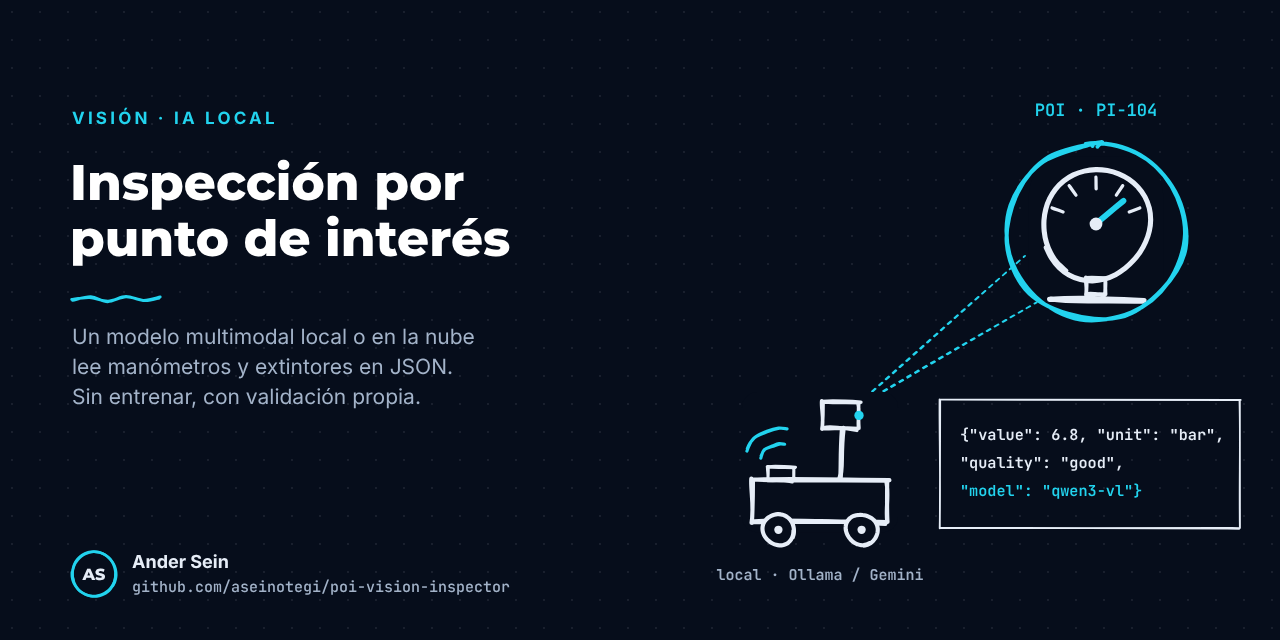 VISIÓN · IA LOCAL
Inspección por
punto de interés
Un modelo multimodal local o en la nube
lee manómetros y extintores en JSON.
Sin entrenar, con validación propia.
AS
Ander Sein
github.com/aseinotegi/poi-vision-inspector
POI · PI-104
{"value": 6.8, "unit": "bar",
"quality": "good",
"model": "qwen3-vl"}
local · Ollama / Gemini